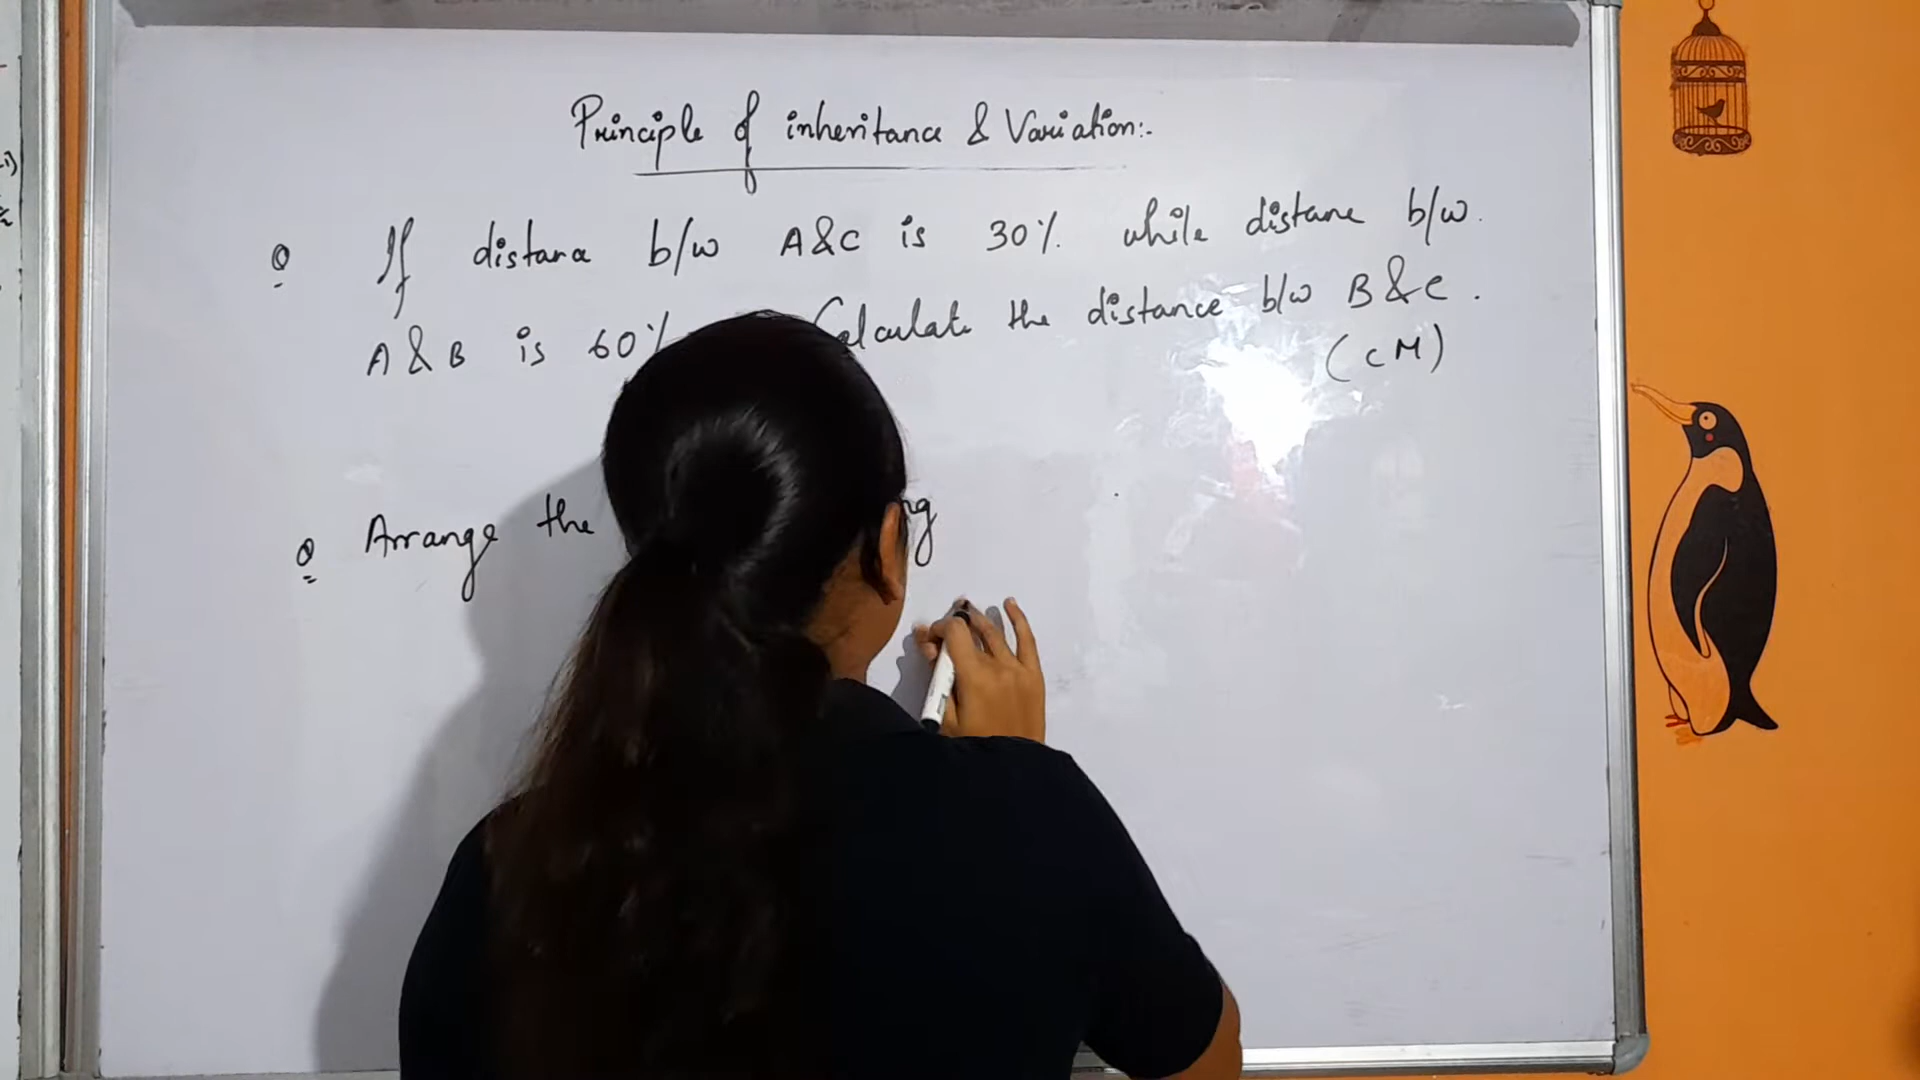 Principle of inheritance & Variation:-
Q If distance b/w A&C is 30% while distance b/w
A & B is 60% Calculate the distance b/w B & C.
(cM)
Q Arrange the